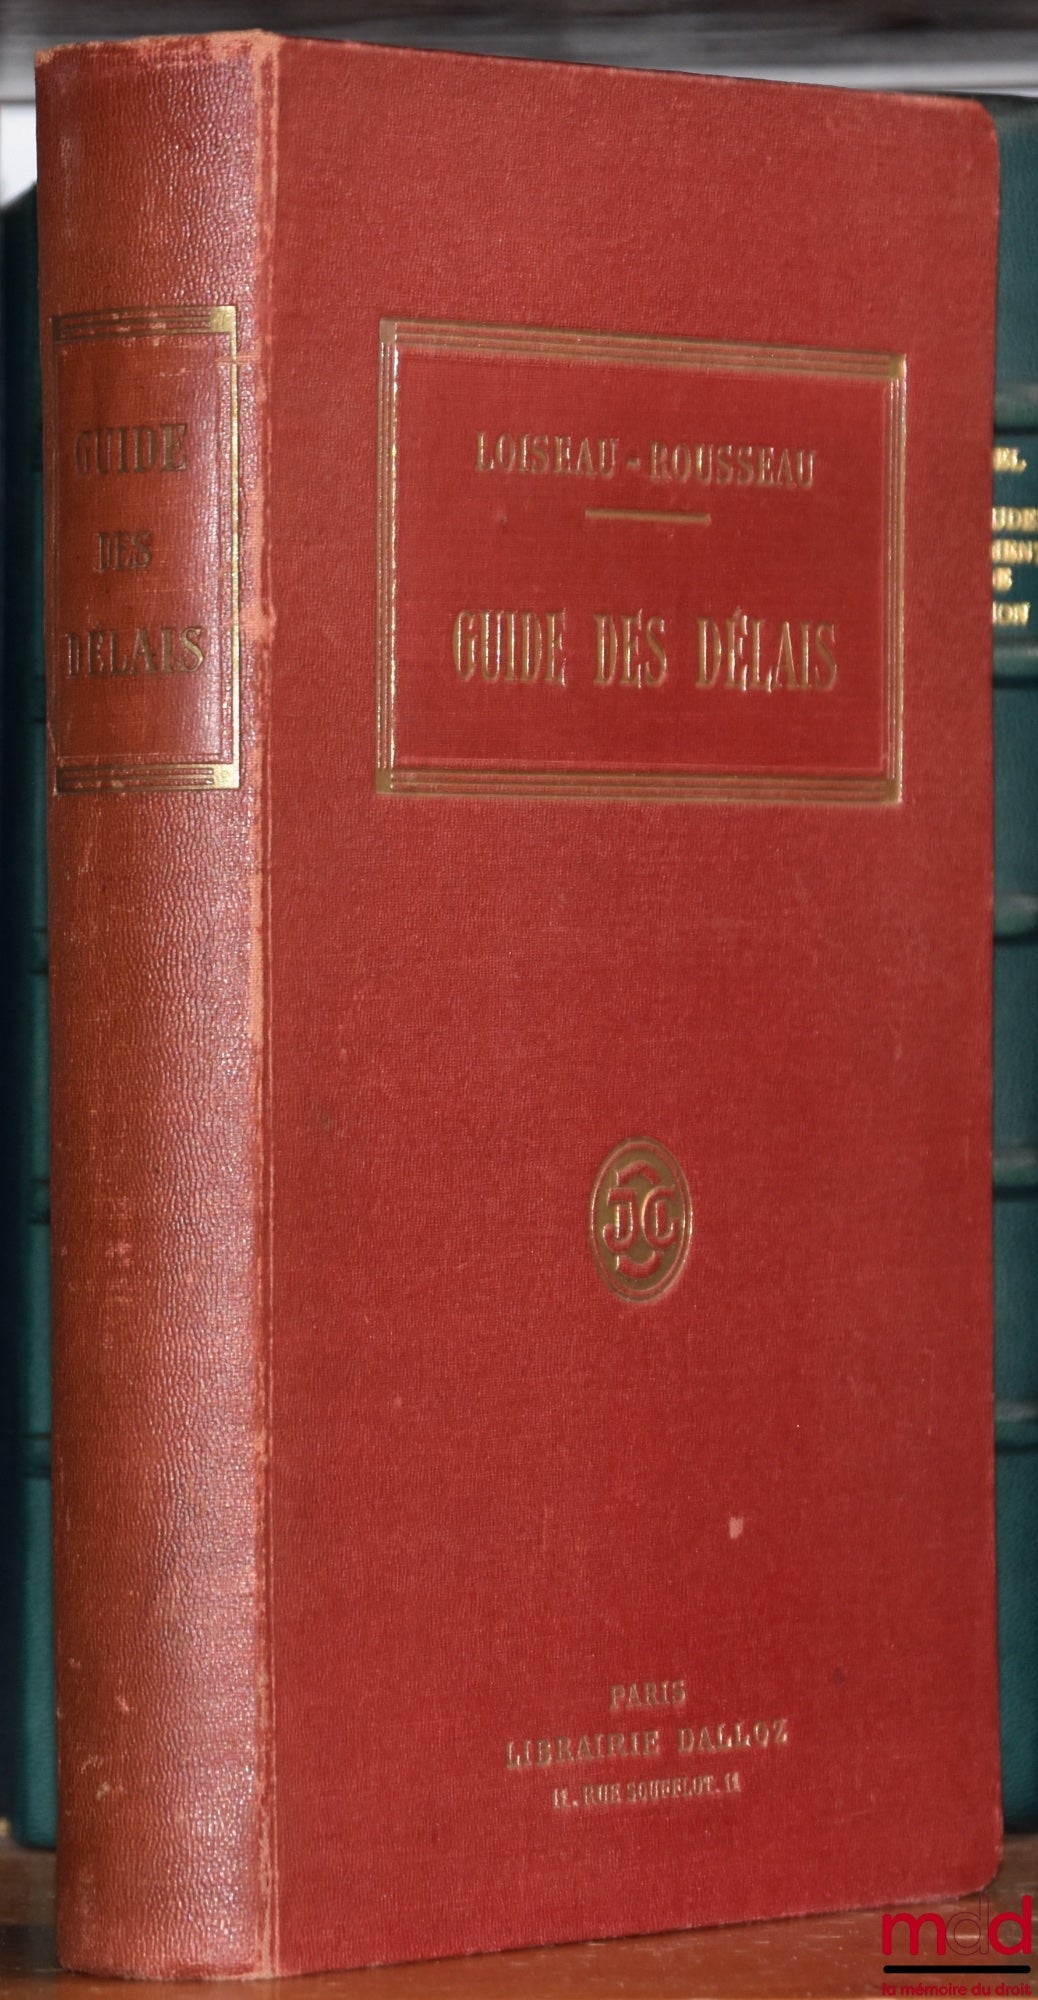 GUIDE
DES
DÉLAIS
LOISEAU - ROUSSEAU
GUIDE DES DÉLAIS
PARIS
LIBRAIRIE DALLOZ
11, RUE SOUFFLOT, 11
mdd
la mémoire du droit